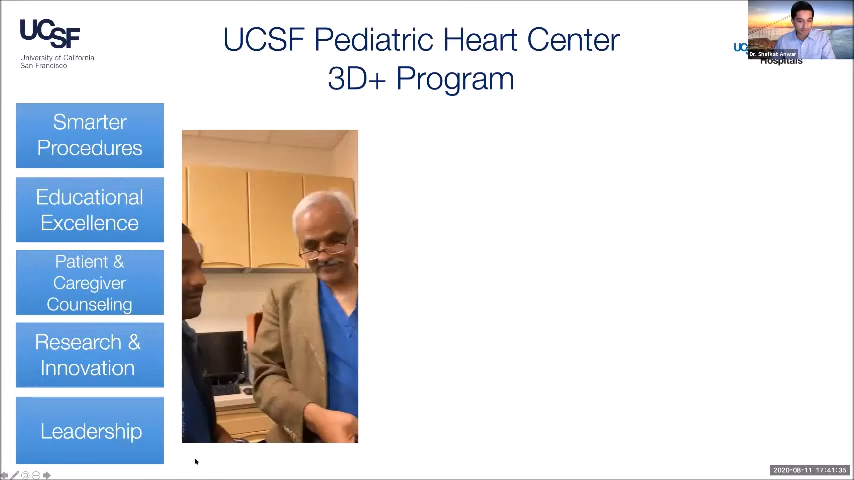 UCSF
University of California
San Francisco
UCSF Pediatric Heart Center
3D+ Program
Dr. Shafkat Anwar
Hospitals
Smarter
Procedures
Educational
Excellence
Patient &
Caregiver
Counseling
Research &
Innovation
Leadership
2020-08-11 17:41:35